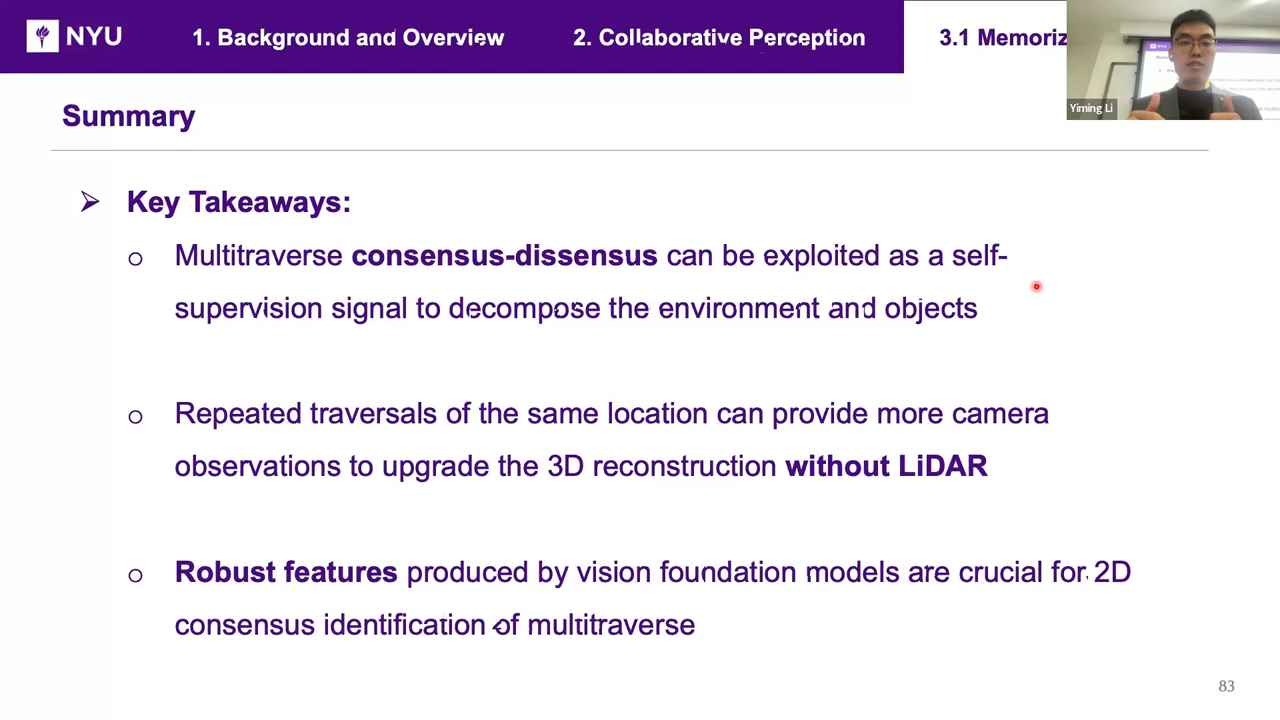 NYU
1. Background and Overview
2. Collaborative Perception
3.1 Memoriz
Yiming Li
Summary
Key Takeaways:
Multitraverse consensus-dissensus can be exploited as a self-
supervision signal to decompose the environment and objects
Repeated traversals of the same location can provide more camera
observations to upgrade the 3D reconstruction without LiDAR
Robust features produced by vision foundation models are crucial for 2D
consensus identification of multitraverse
83